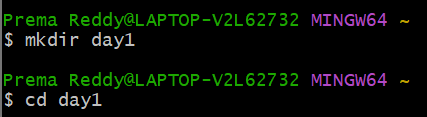 Prema Reddy@LAPTOP-V2L62732 MINGW64 ~
$ mkdir day1
Prema Reddy@LAPTOP-V2L62732 MINGW64 ~
$ cd day1